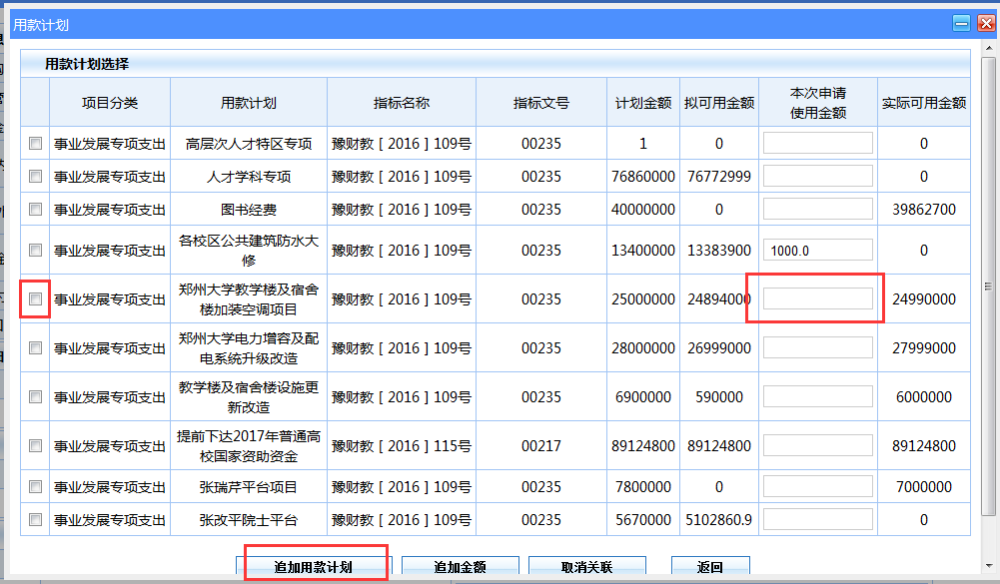 用款计划
用款计划选择
项目分类 用款计划 指标名称 指标文号 计划金额 拟可用金额 本次申请 实际可用金额
使用金额
事业发展专项支出 高层次人才特区专项 豫财教 [ 2016 ] 109号 00235 1 0 0
事业发展专项支出 人才学科专项 豫财教 [ 2016 ] 109号 00235 76860000 76772999 0
事业发展专项支出 图书经费 豫财教 [ 2016 ] 109号 00235 40000000 0 39862700
事业发展专项支出 各校区公共建筑防水大 豫财教 [ 2016 ] 109号 00235 13400000 13383900 1000.0 0
修
事业发展专项支出 郑州大学教学楼及宿舍 豫财教 [ 2016 ] 109号 00235 25000000 24894000 24990000
楼加装空调项目
事业发展专项支出 郑州大学电力增容及配 豫财教 [ 2016 ] 109号 00235 28000000 26999000 27999000
电系统升级改造
事业发展专项支出 教学楼及宿舍楼设施更 豫财教 [ 2016 ] 109号 00235 6900000 590000 6000000
新改造
事业发展专项支出 提前下达2017年普通高 豫财教 [ 2016 ] 115号 00217 89124800 89124800 89124800
校国家资助资金
事业发展专项支出 张瑞芹平台项目 豫财教 [ 2016 ] 109号 00235 7800000 0 7000000
事业发展专项支出 张改平院士平台 豫财教 [ 2016 ] 109号 00235 5670000 5102860.9 0
追加用款计划 追加金额 取消关联 返回